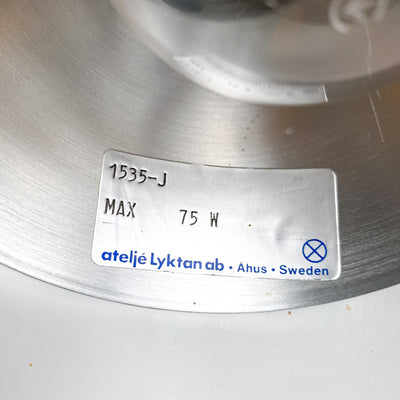 1535-J
MAX 75 W
ateljé Lyktan ab • Åhus • Sweden